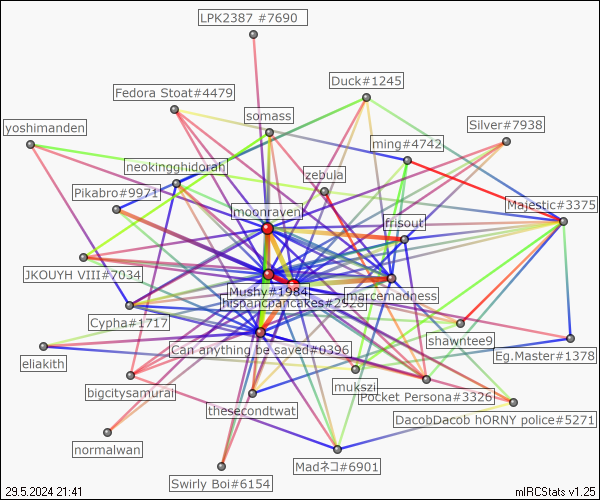 LPK2387 #7690
Duck#1245
Fedora Stoat#4479
somass
yoshimanden
Silver#7938
ming#4742
neokingghidorah
zebula
Pikabro#9971
Majestic#3375
moonraven
frisout
JKOUYH VIII#7034
Mushy#1984
marcemadness
hispanicpancakes#2926
Cypha#1717
shawntee9
Can anything be saved#0396
Eg.Master#1378
eliakith
mukszi
bigcitysamurai
Pocket Persona#3326
thesecondtwat
DacobDacob hORNY police#5271
normalwan
Madネコ#6901
Swirly Boi#6154
29.5.2024 21:41
mIRCStats v1.25